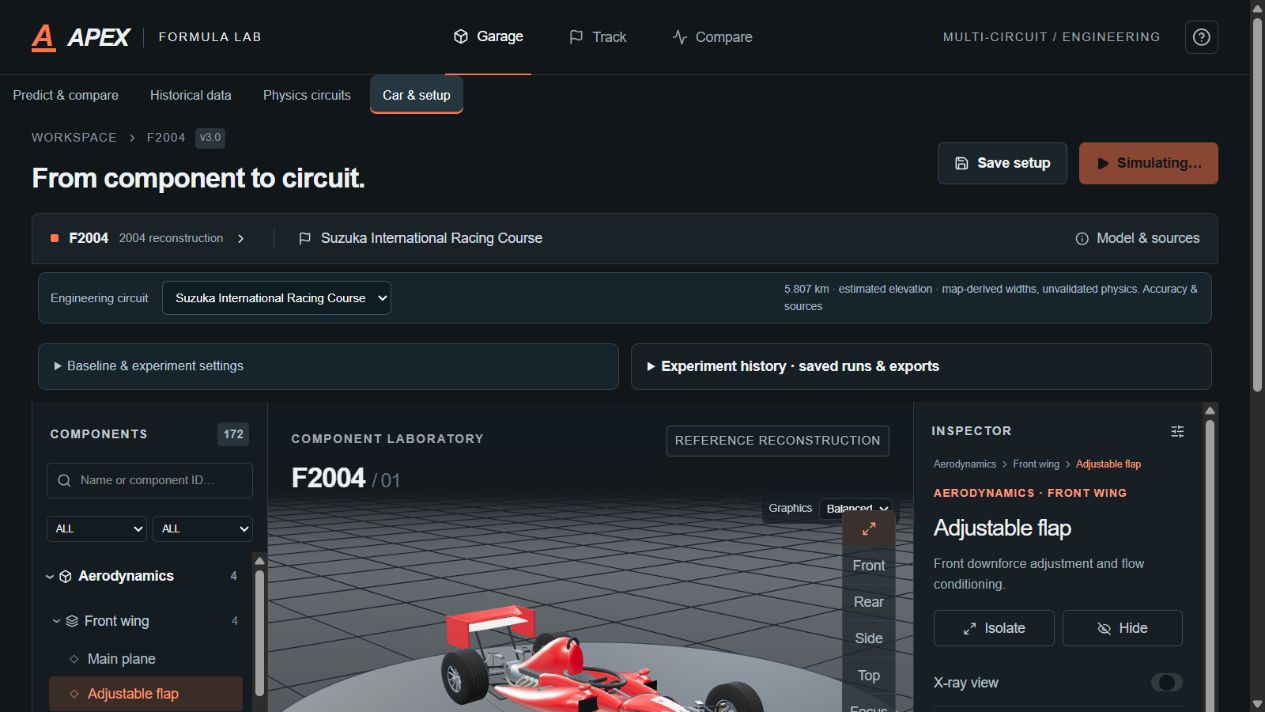 A APEX FORMULA LAB
Garage
Track
Compare
MULTI-CIRCUIT / ENGINEERING
?
Predict & compare
Historical data
Physics circuits
Car & setup
WORKSPACE > F2004 v3.0
From component to circuit.
Save setup
Simulating...
F2004 2004 reconstruction >
Suzuka International Racing Course
Model & sources
Engineering circuit
Suzuka International Racing Course
5.807 km · estimated elevation · map-derived widths, unvalidated physics. Accuracy &
sources
Baseline & experiment settings
Experiment history · saved runs & exports
COMPONENTS
172
Name or component ID...
ALL
ALL
Aerodynamics 4
Front wing 4
Main plane
Adjustable flap
COMPONENT LABORATORY
REFERENCE RECONSTRUCTION
F2004 / 01
Graphics
Balanced
Front
Rear
Side
Top
Focus
INSPECTOR
Aerodynamics > Front wing > Adjustable flap
AERODYNAMICS · FRONT WING
Adjustable flap
Front downforce adjustment and flow
conditioning.
Isolate
Hide
X-ray view